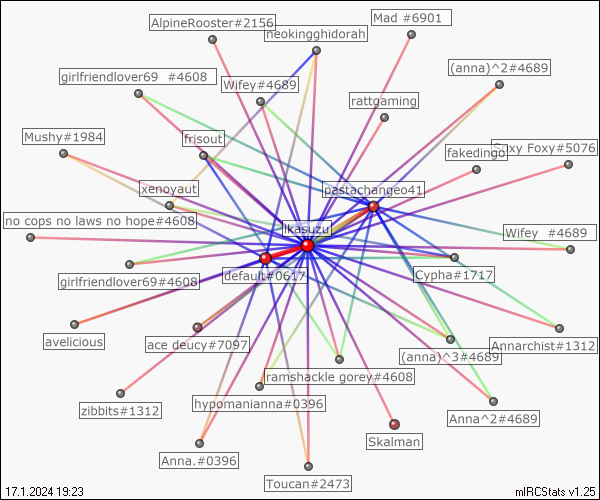 AlpineRooster#2156
Mad #6901
neokingghidorah
girlfriendlover69 #4608
Wifey#4689
(anna)^2#4689
rattgaming
Mushy#1984
frisout
fakedingo
Foxy#5076
xenoyaut
pastachangeo41
no cops no laws no hope#4608
ikasuzu
Wifey #4689
girlfriendlover69#4608
default#0617
Cypha#1717
avelicious
ace deucy#7097
(anna)^3#4689
Annarchist#1312
ramshackle gorey#4608
zibbits#1312
hypomanianna#0396
Anna^2#4689
Skalman
Anna.#0396
Toucan#2473
17.1.2024 19:23
mIRCStats v1.25